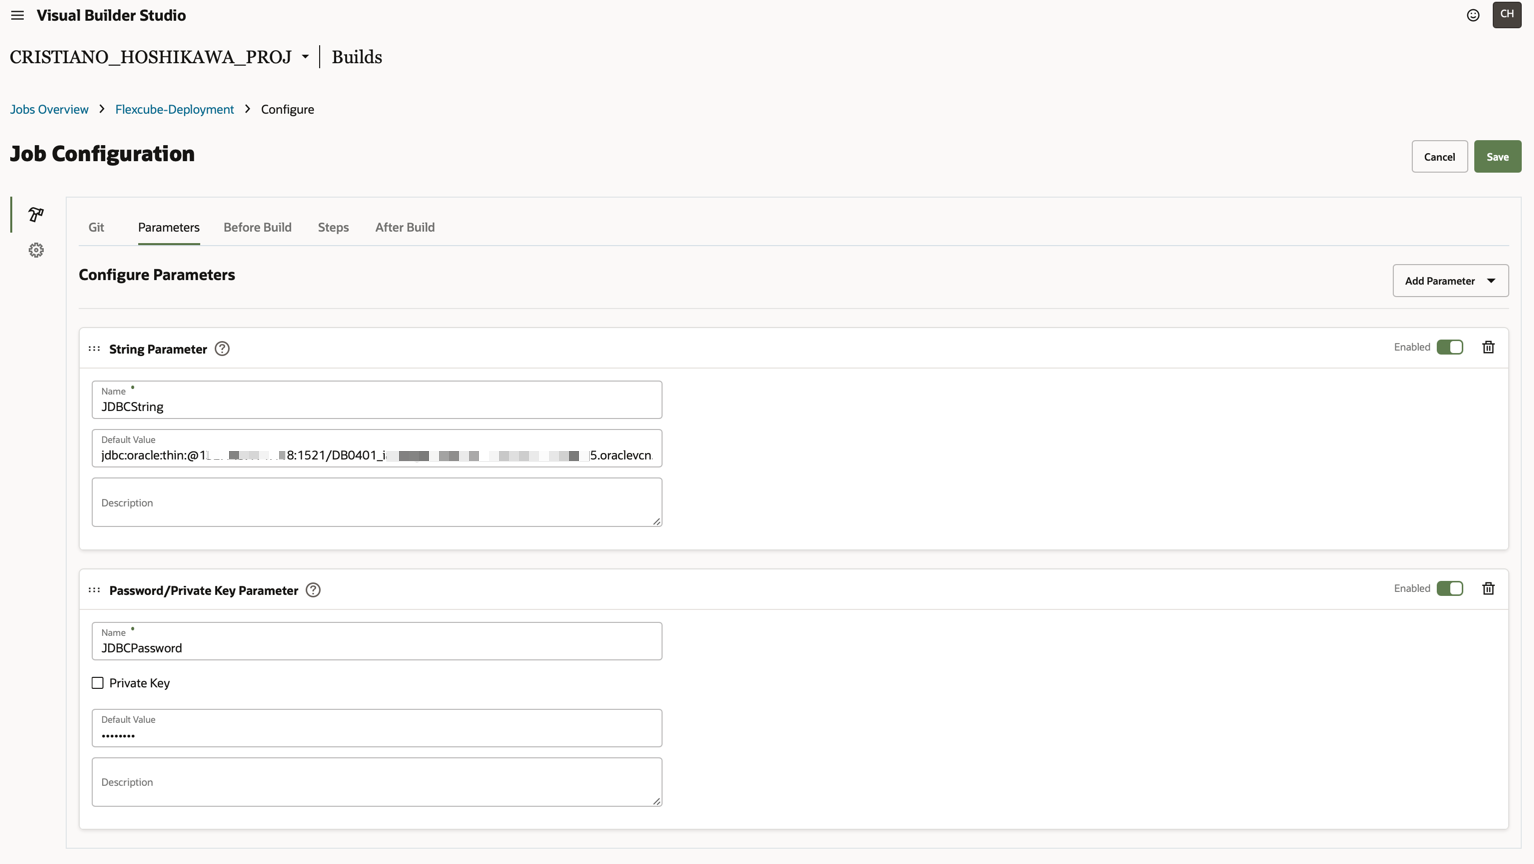 Visual Builder Studio
CH
CRISTIANO_HOSHIKAWA_PROJ
Builds
Jobs Overview > Flexcube-Deployment > Configure
Job Configuration
Cancel
Save
Git
Parameters
Before Build
Steps
After Build
Configure Parameters
Add Parameter
String Parameter
Enabled
Name *
JDBCString
Default Value
jdbc:oracle:thin:@1 8:1521/DB0401_i 5.oraclevcn.
Description
Password/Private Key Parameter
Enabled
Name *
JDBCPassword
Private Key
Default Value
••••••••
Description